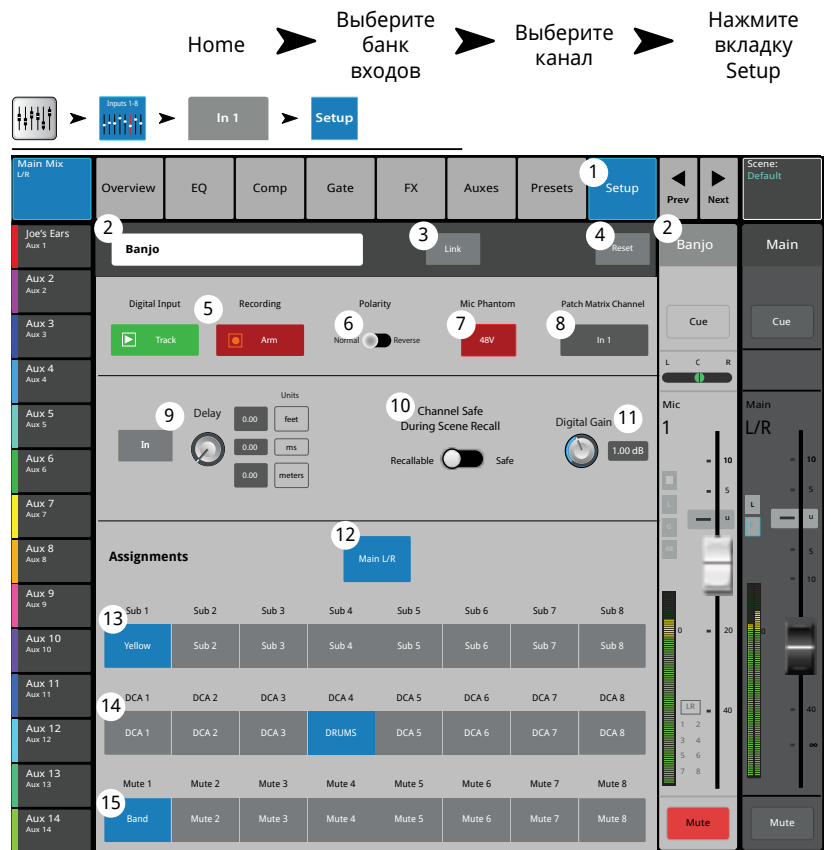 Home
Выберите
банк
входов
Выберите
канал
Нажмите
вкладку
Setup
Inputs 1-8
In 1
Setup
Main Mix
L/R
Overview
EQ
Comp
Gate
FX
Auxes
Presets
1
Setup
Prev
Next
Scene:
Default
Joe's Ears
Aux 1
Aux 2
Aux 2
Aux 3
Aux 3
Aux 4
Aux 4
Aux 5
Aux 5
Aux 6
Aux 6
Aux 7
Aux 7
Aux 8
Aux 8
Aux 9
Aux 9
Aux 10
Aux 10
Aux 11
Aux 11
Aux 12
Aux 12
Aux 13
Aux 13
Aux 14
Aux 14
2
Banjo
3
Link
4
Reset
Digital Input
5
Recording
Polarity
Mic Phantom
Patch Matrix Channel
Track
Arm
6
Normal
Reverse
7
48V
8
In 1
9
In
Delay
Units
0.00
feet
0.00
ms
0.00
meters
10
Channel Safe
During Scene Recall
Recallable
Safe
Digital Gain
11
1.00 dB
Assignments
12
Main L/R
13
Sub 1
Sub 2
Sub 3
Sub 4
Sub 5
Sub 6
Sub 7
Sub 8
Yellow
Sub 2
Sub 3
Sub 4
Sub 5
Sub 6
Sub 7
Sub 8
14
DCA 1
DCA 2
DCA 3
DCA 4
DCA 5
DCA 6
DCA 7
DCA 8
DCA 1
DCA 2
DCA 3
DRUMS
DCA 5
DCA 6
DCA 7
DCA 8
15
Mute 1
Mute 2
Mute 3
Mute 4
Mute 5
Mute 6
Mute 7
Mute 8
Band
Mute 2
Mute 3
Mute 4
Mute 5
Mute 6
Mute 7
Mute 8
2
Banjo
Cue
L C R
Mic
1
10
5
L
G
48
u
0
20
LR
40
1 2
3 4
5 6
7 8
Mute
Main
Cue
Main
L/R
10
5
L
u
5
10
0
20
40
∞
Mute